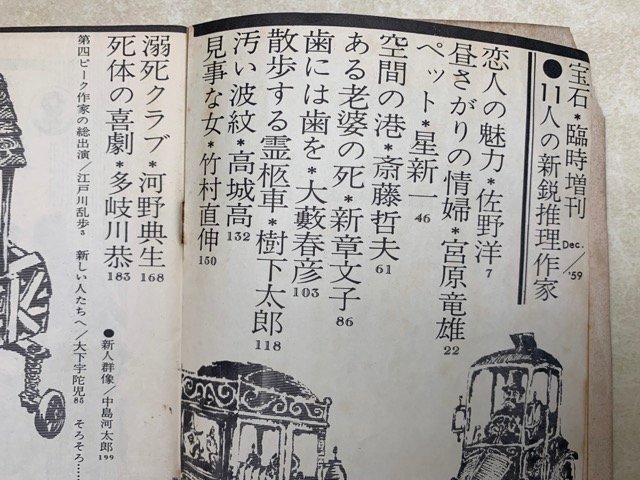 宝石*臨時増刊 Dec./'59
●11人の新鋭推理作家
恋人の魅力*佐野洋 7
昼さがりの情婦*宮原竜雄 22
ペット*星新一 46
空間の港*斎藤哲夫 61
ある老婆の死*新章文子 86
歯には歯を*大藪春彦 103
散歩する霊柩車*樹下太郎 118
汚い波紋*高城高 132
見事な女*竹村直伸 150
溺死クラブ*河野典生 168
死体の喜劇*多岐川恭 183
●新人群像/中島河太郎 199
第四ピーク作家の総出演/江戸川乱歩 3 新しい人たちへ/大下宇陀児 85 そろそろ……